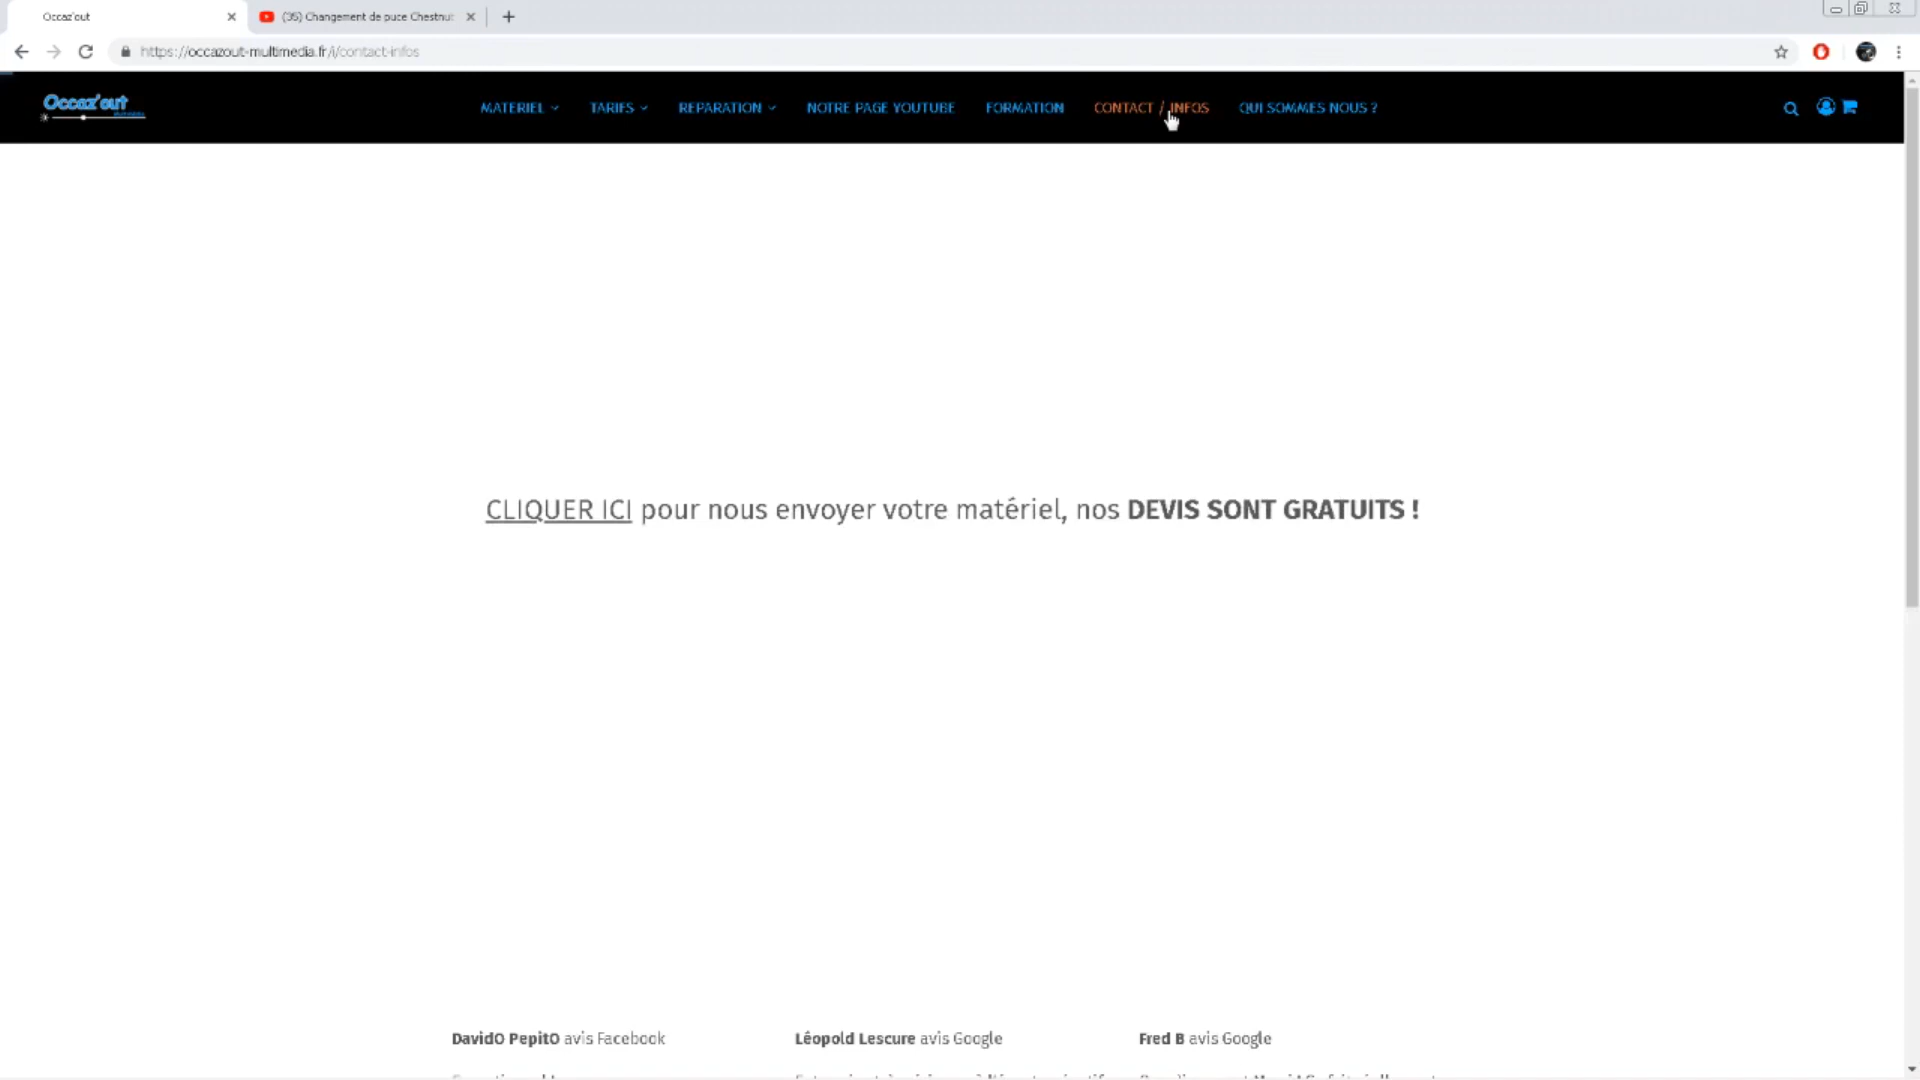 Occaz'out
(35) Changement de puce Chestnut
https://occazout-multimedia.fr/i/contact-infos
Occaz'out
MATERIEL TARIFS REPARATION NOTRE PAGE YOUTUBE FORMATION CONTACT / INFOS QUI SOMMES NOUS ?
CLIQUER ICI pour nous envoyer votre matériel, nos DEVIS SONT GRATUITS !
DavidO PepitO avis Facebook Léopold Lescure avis Google Fred B avis Google